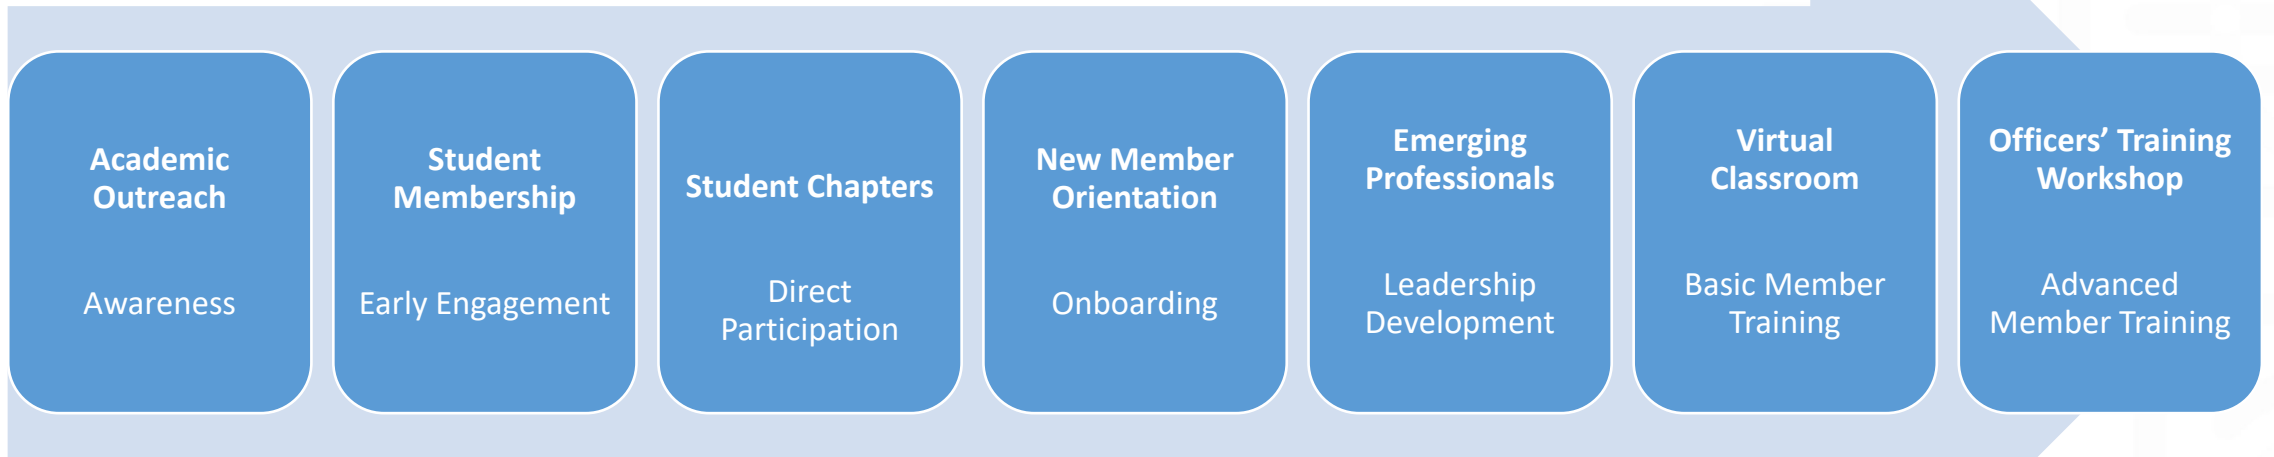 Academic
Outreach
Awareness
Student
Membership
Early Engagement
Student Chapters
Direct
Participation
New Member
Orientation
Onboarding
Emerging
Professionals
Leadership
Development
Virtual
Classroom
Basic Member
Training
Officers’ Training
Workshop
Advanced
Member Training